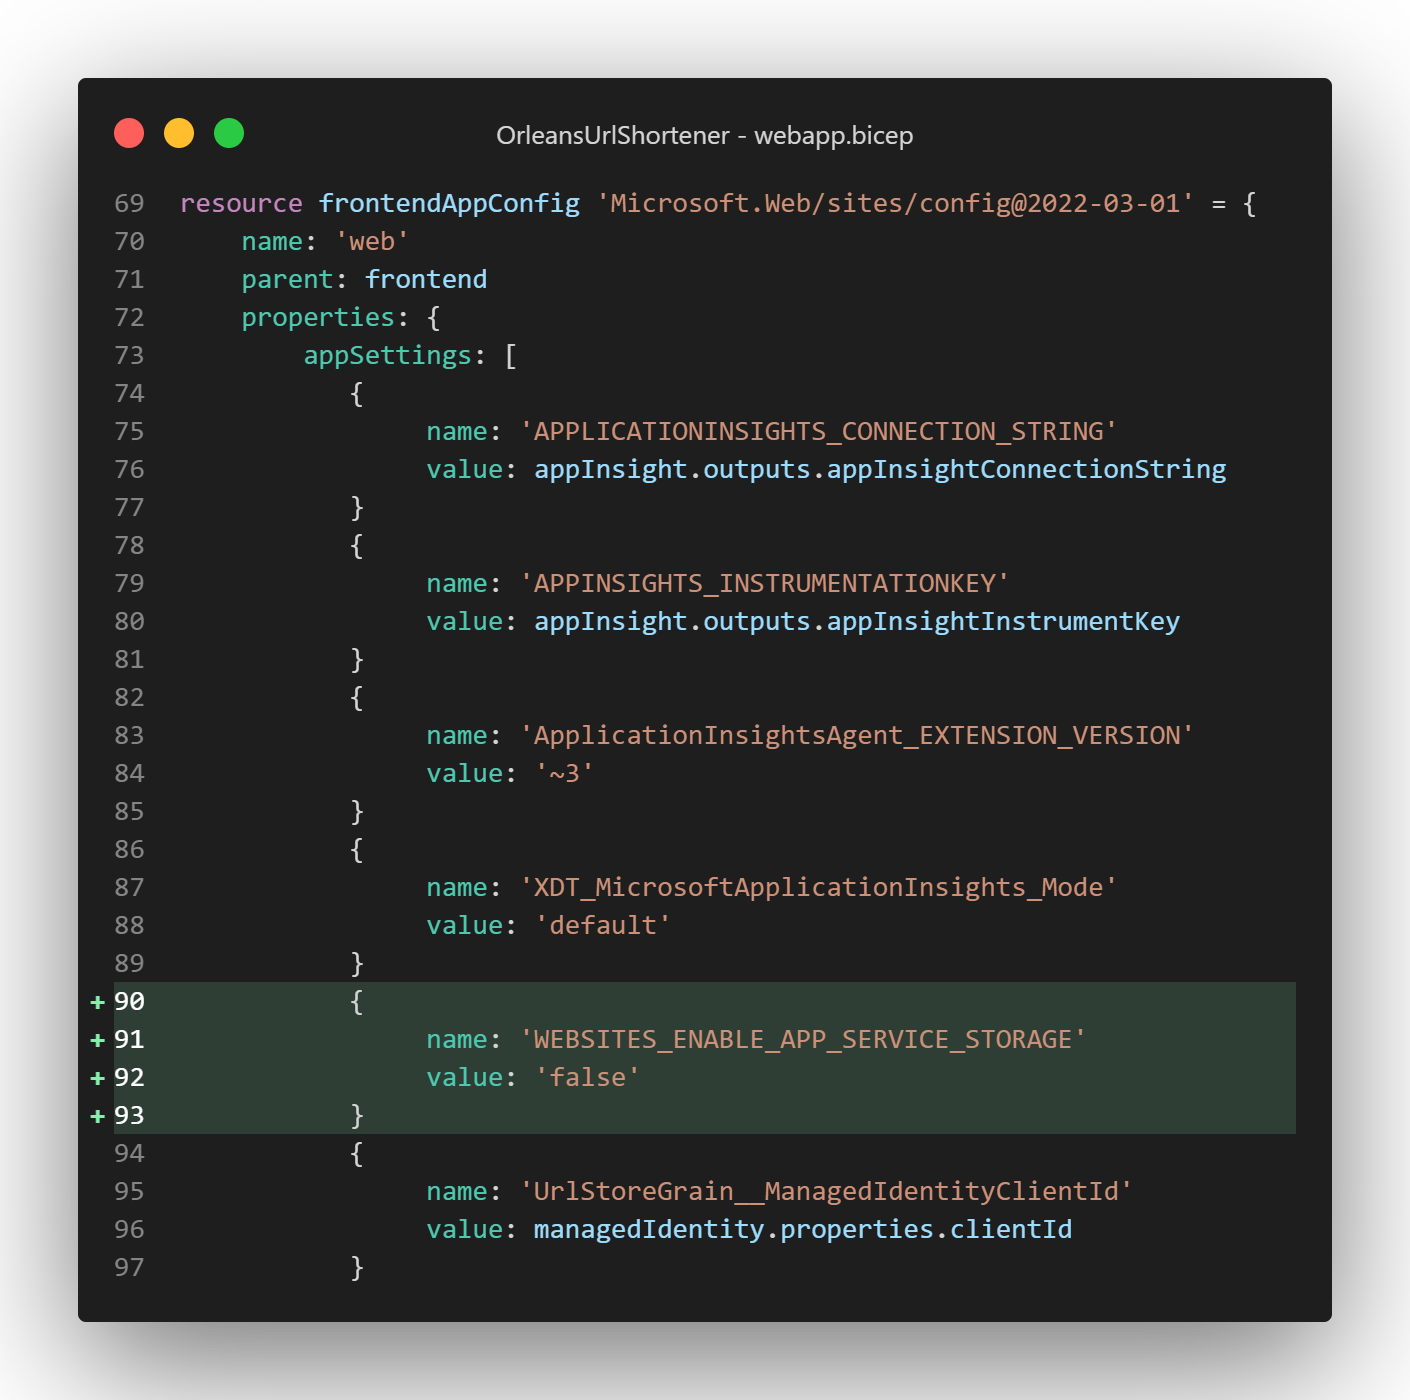 OrleansUrlShortener - webapp.bicep
69 resource frontendAppConfig 'Microsoft.Web/sites/config@2022-03-01' = {
70     name: 'web'
71     parent: frontend
72     properties: {
73         appSettings: [
74            {
75                 name: 'APPLICATIONINSIGHTS_CONNECTION_STRING'
76                 value: appInsight.outputs.appInsightConnectionString
77            }
78            {
79                 name: 'APPINSIGHTS_INSTRUMENTATIONKEY'
80                 value: appInsight.outputs.appInsightInstrumentKey
81            }
82            {
83                 name: 'ApplicationInsightsAgent_EXTENSION_VERSION'
84                 value: '~3'
85            }
86            {
87                 name: 'XDT_MicrosoftApplicationInsights_Mode'
88                 value: 'default'
89            }
+ 90            {
+ 91                 name: 'WEBSITES_ENABLE_APP_SERVICE_STORAGE'
+ 92                 value: 'false'
+ 93            }
94            {
95                 name: 'UrlStoreGrain__ManagedIdentityClientId'
96                 value: managedIdentity.properties.clientId
97            }